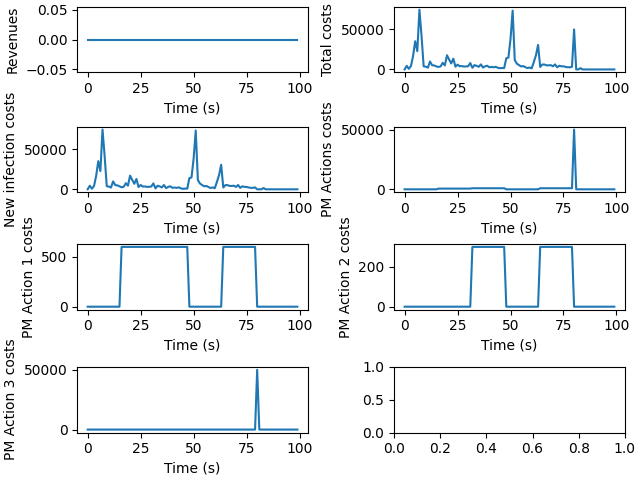 Revenues
0.05
0.00
−0.05
0 25 50 75 100
Time (s)
Total costs
50000
0
0 25 50 75 100
Time (s)
New infection costs
50000
0
0 25 50 75 100
Time (s)
PM Actions costs
50000
0
0 25 50 75 100
Time (s)
PM Action 1 costs
500
0
0 25 50 75 100
Time (s)
PM Action 2 costs
200
0
0 25 50 75 100
Time (s)
PM Action 3 costs
50000
0
0 25 50 75 100
Time (s)
1.0
0.5
0.0
0.0 0.2 0.4 0.6 0.8 1.0